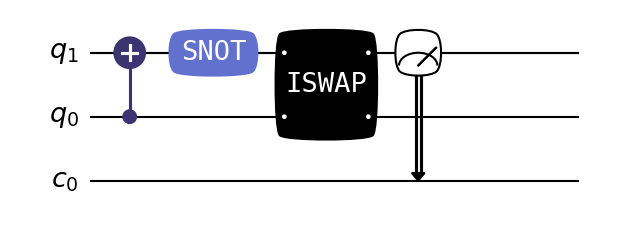 q₁ SNOT
ISWAP
q₀
c₀